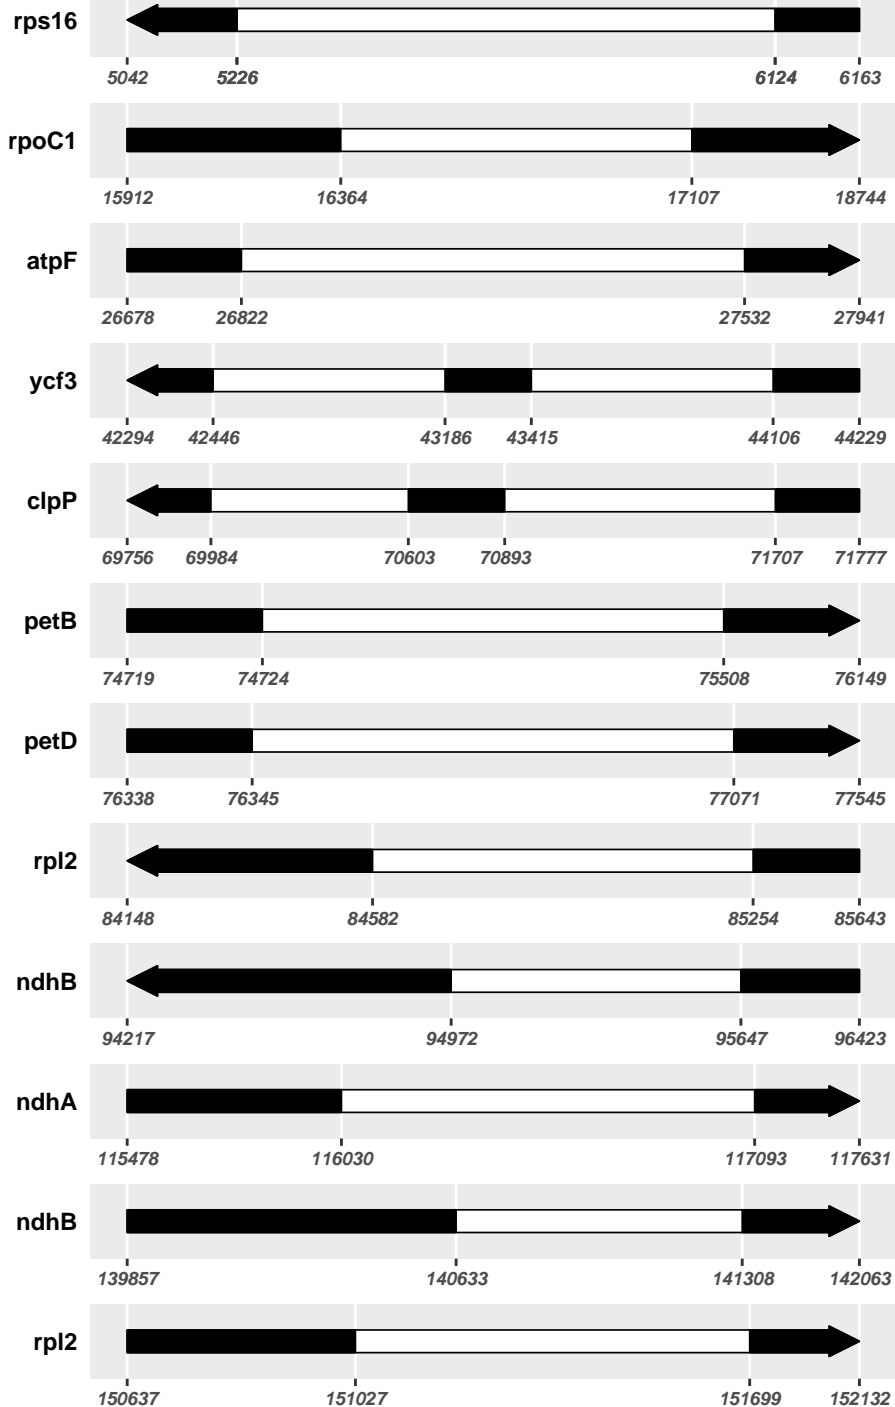 rps16
5042 5226 6124 6163
rpoC1
15912 16364 17107 18744
atpF
26678 26822 27532 27941
ycf3
42294 42446 43186 43415 44106 44229
clpP
69756 69984 70603 70893 71707 71777
petB
74719 74724 75508 76149
petD
76338 76345 77071 77545
rpl2
84148 84582 85254 85643
ndhB
94217 94972 95647 96423
ndhA
115478 116030 117093 117631
ndhB
139857 140633 141308 142063
rpl2
150637 151027 151699 152132